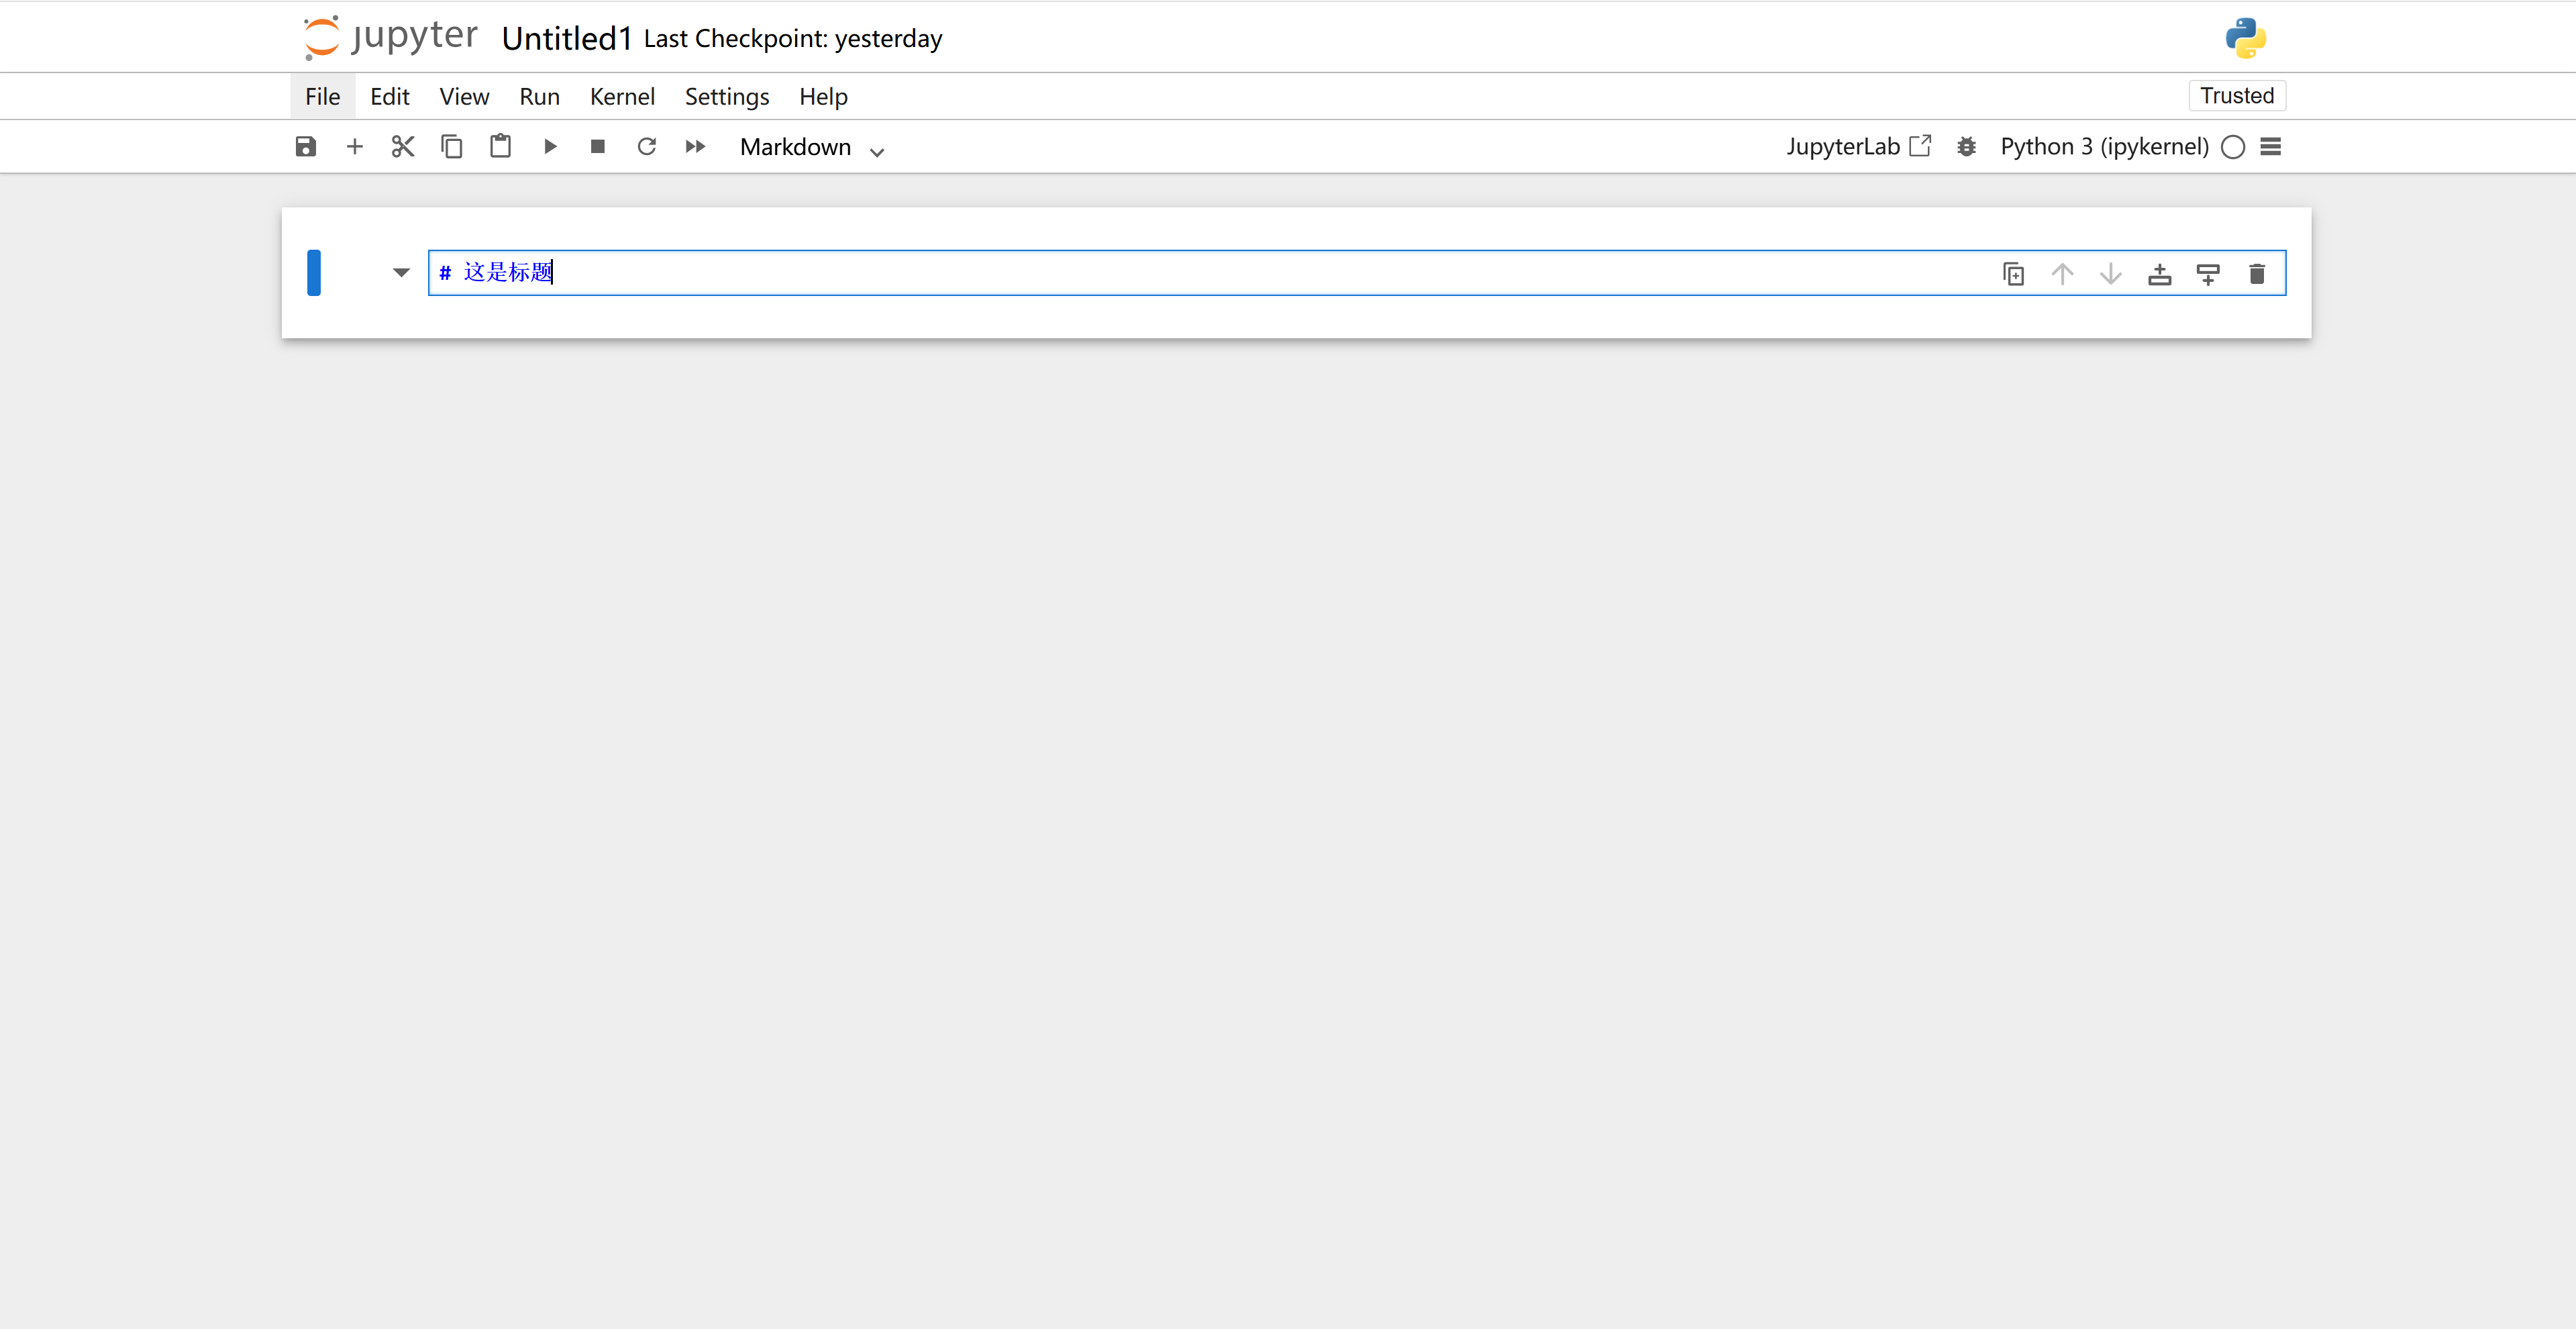 jupyter Untitled1 Last Checkpoint: yesterday
File Edit View Run Kernel Settings Help Trusted
Markdown JupyterLab Python 3 (ipykernel)
# 这是标题